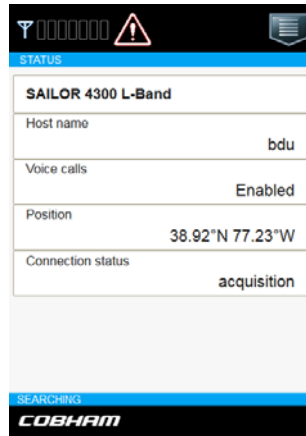 STATUS
SAILOR 4300 L-Band
Host name
bdu
Voice calls
Enabled
Position
38.92°N 77.23°W
Connection status
acquisition
SEARCHING
COBHAM